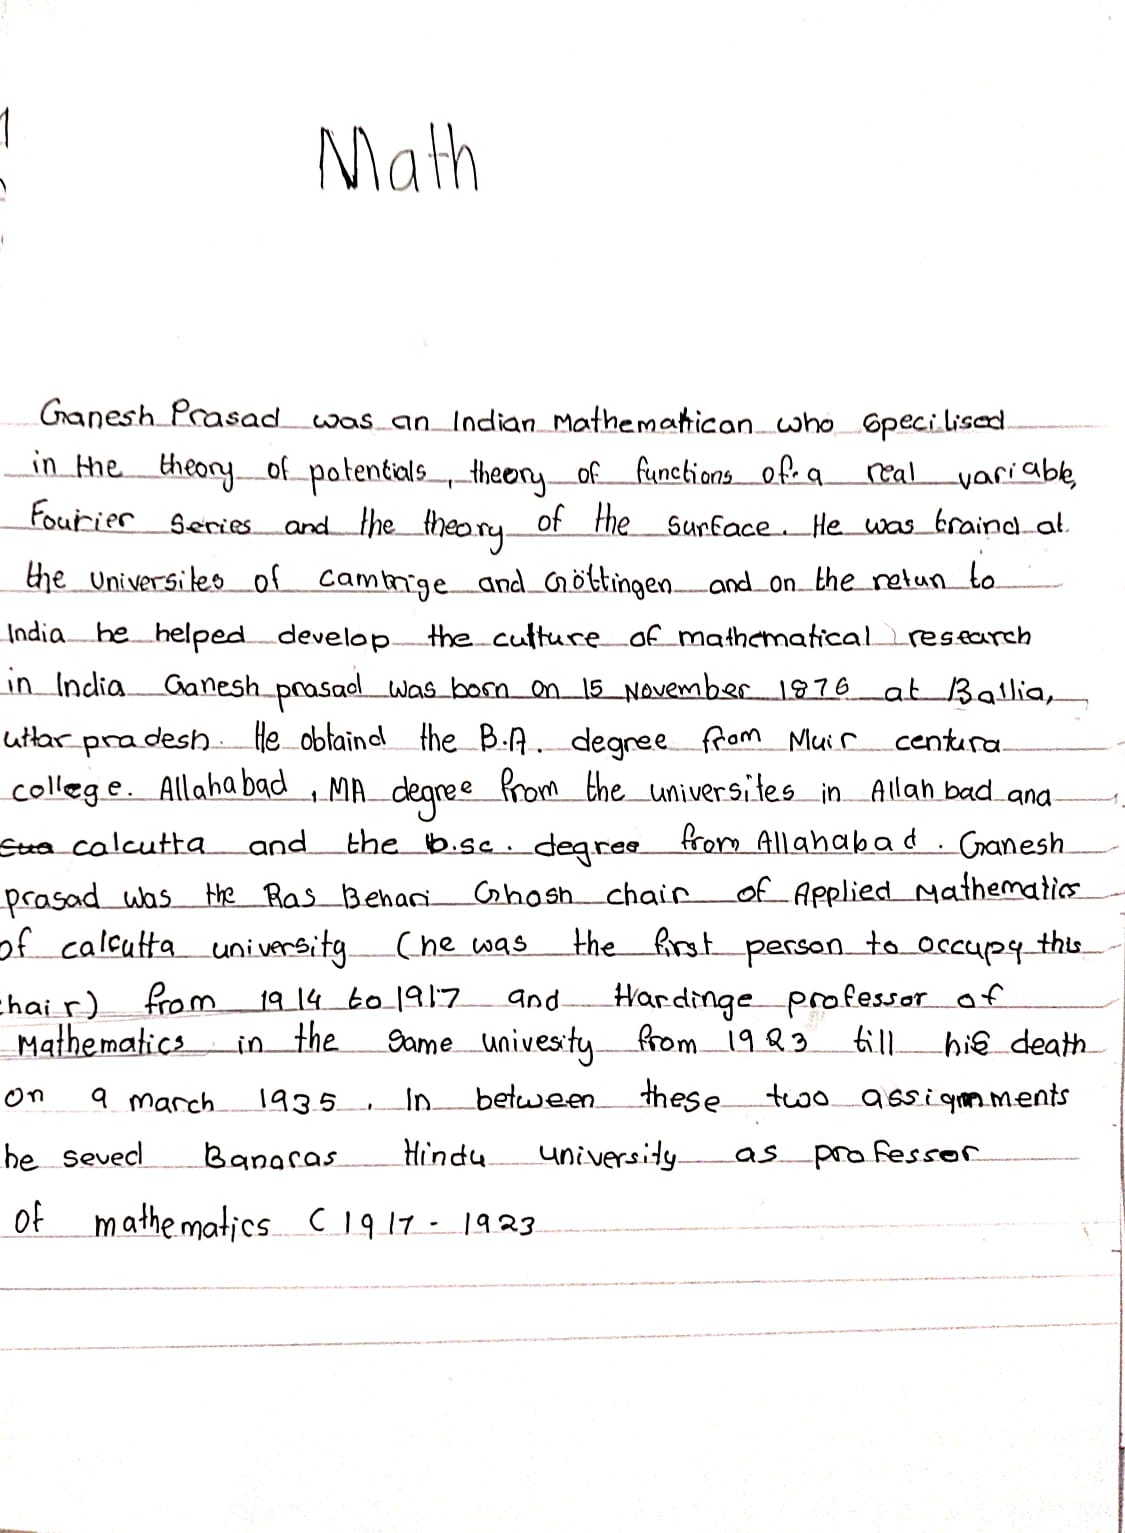 Math
Ganesh Prasad was an Indian Mathematican who specilised
in the theory of potentials, theory of functions of a real variable,
Fourier Series and the theory of the surface. He was traind at
the Universites of cambrige and Göttingen and on the retun to
India he helped develop the culture of mathematical research
in India Ganesh prasad was born on 15 November 1876 at Ballia,
uttar pradesh. He obtaind the B.A. degree from Muir centura
college. Allahabad, MA degree from the universites in Allah bad and
calcutta and the b.sc. degree from Allahabad. Ganesh
prasad was the Ras Behari Ghosh chair of Applied Mathematics
of calcutta university (he was the first person to occupy this
hair) from 1914 to 1917 and Hardinge professor of
Mathematics in the same univesity from 1923 till his death
on 9 march 1935. In between these two assignments
he seved Banaras Hindu university as professor
of mathematics (1917-1923